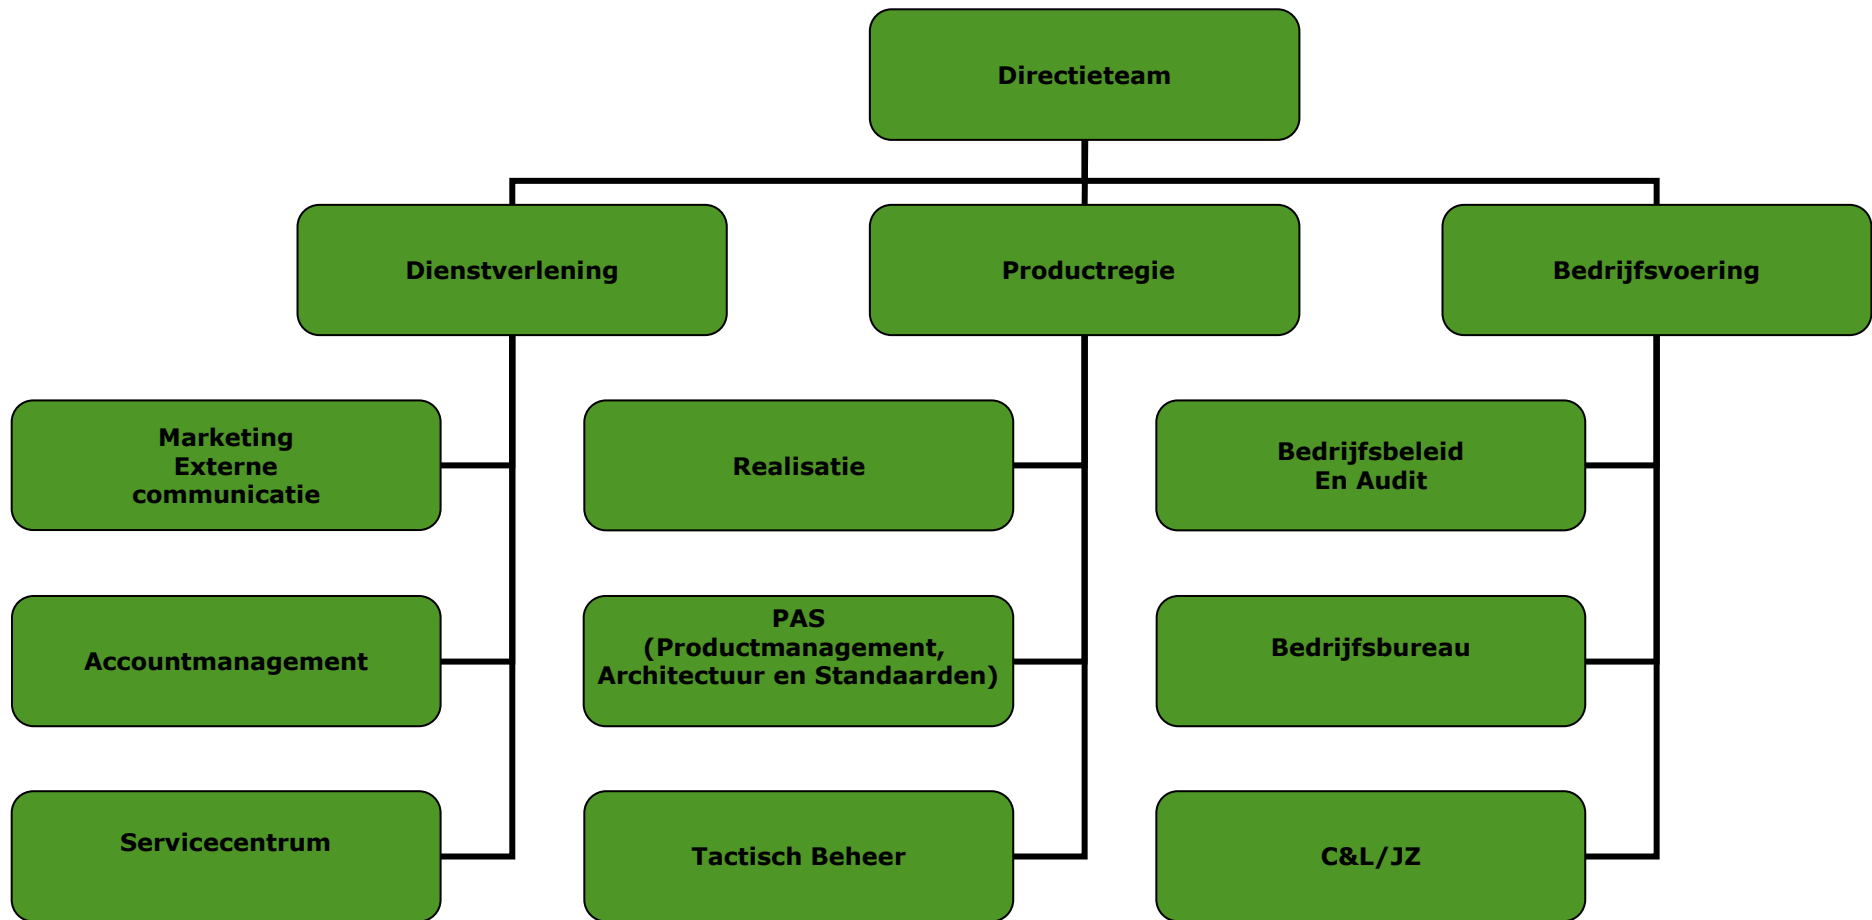 Directieteam
Dienstverlening
Productregie
Bedrijfsvoering
Marketing
Externe
communicatie
Realisatie
Bedrijfsbeleid
En Audit
Accountmanagement
PAS
(Productmanagement,
Architectuur en Standaarden)
Bedrijfsbureau
Servicecentrum
Tactisch Beheer
C&L/JZ